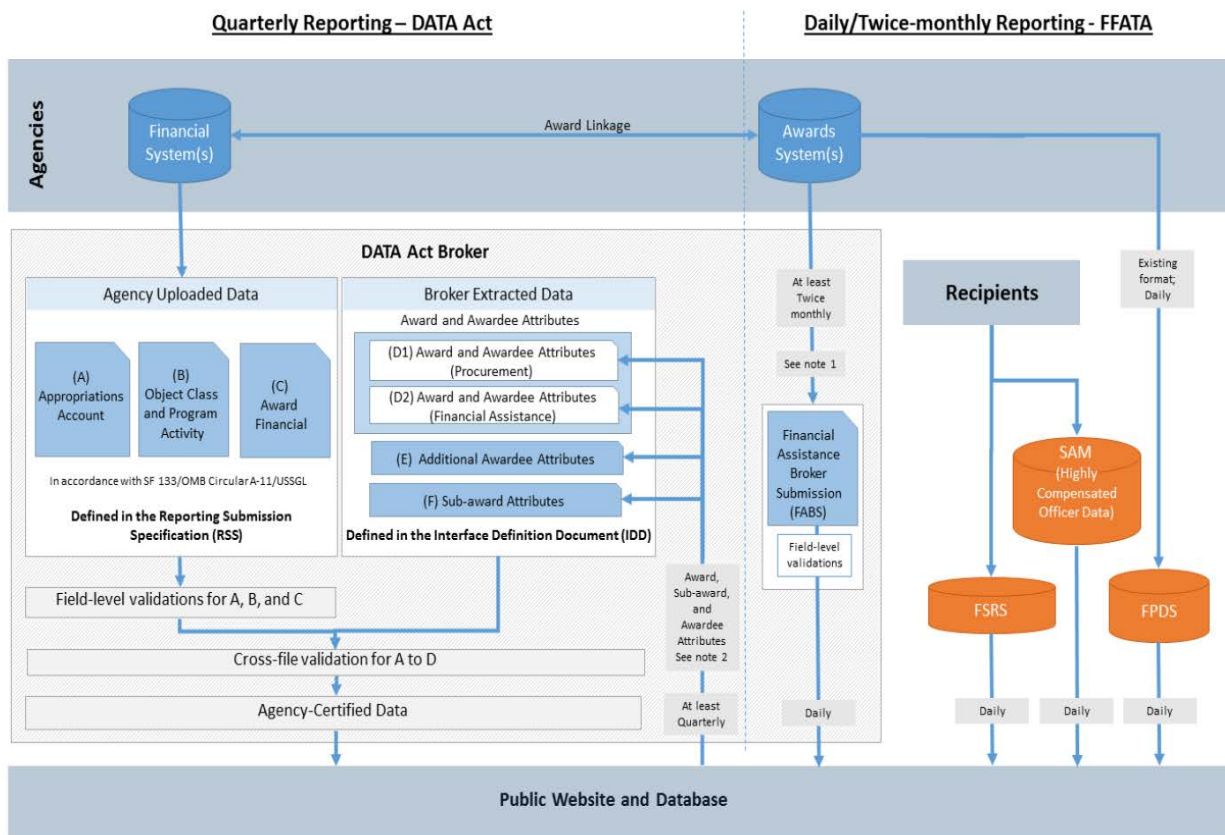 Quarterly Reporting – DATA Act
Daily/Twice-monthly Reporting - FFATA
Agencies
Financial
System(s)
Award Linkage
Awards
System(s)
DATA Act Broker
Agency Uploaded Data
(A)
Appropriations
Account
(B)
Object Class
and Program
Activity
(C)
Award
Financial
In accordance with SF 133/OMB Circular A-11/USSGL
Defined in the Reporting Submission
Specification (RSS)
Broker Extracted Data
Award and Awardee Attributes
(D1) Award and Awardee Attributes
(Procurement)
(D2) Award and Awardee Attributes
(Financial Assistance)
(E) Additional Awardee Attributes
(F) Sub-award Attributes
Defined in the Interface Definition Document (IDD)
Field-level validations for A, B, and C
Cross-file validation for A to D
Agency-Certified Data
Award,
Sub-award,
and
Awardee
Attributes
See note 2
At least
Quarterly
At least
Twice
monthly
See note 1
Financial
Assistance
Broker
Submission
(FABS)
Field-level
validations
Daily
Recipients
Existing
format;
Daily
SAM
(Highly
Compensated
Officer Data)
FSRS
FPDS
Daily
Daily
Daily
Public Website and Database